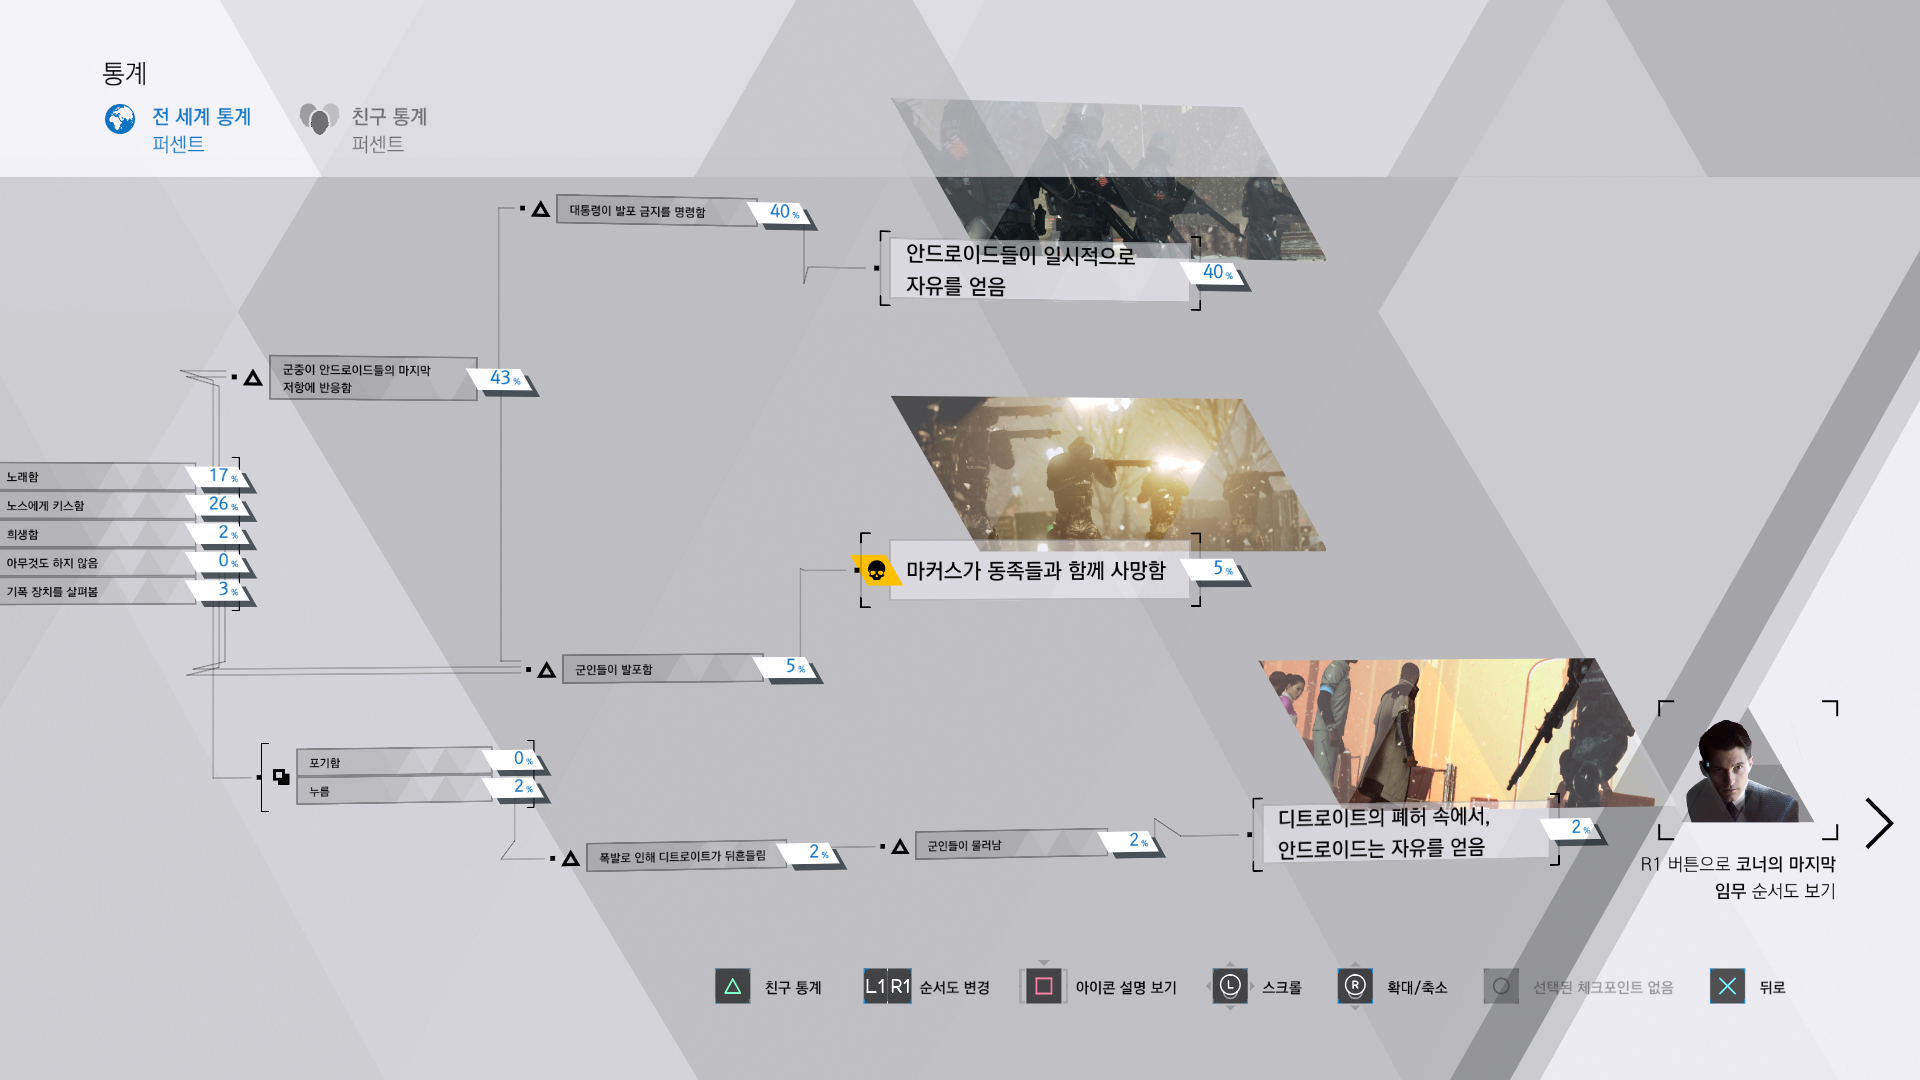 통계
전 세계 통계
퍼센트
친구 통계
퍼센트
대통령이 발포 금지를 명령함
40%
안드로이드들이 일시적으로
자유를 얻음
40%
군중이 안드로이드들의 마지막
저항에 반응함
43%
노래함
17%
노스에게 키스함
26%
희생함
2%
아무것도 하지 않음
0%
기폭 장치를 살펴봄
3%
마커스가 동족들과 함께 사망함
5%
군인들이 발포함
5%
포기함
0%
누름
2%
폭발로 인해 디트로이트가 뒤흔들림
2%
군인들이 물러남
2%
디트로이트의 폐허 속에서,
안드로이드는 자유를 얻음
2%
R1 버튼으로 코너의 마지막
임무 순서도 보기
친구 통계
L1 R1 순서도 변경
아이콘 설명 보기
L 스크롤
R 확대/축소
선택된 체크포인트 없음
뒤로